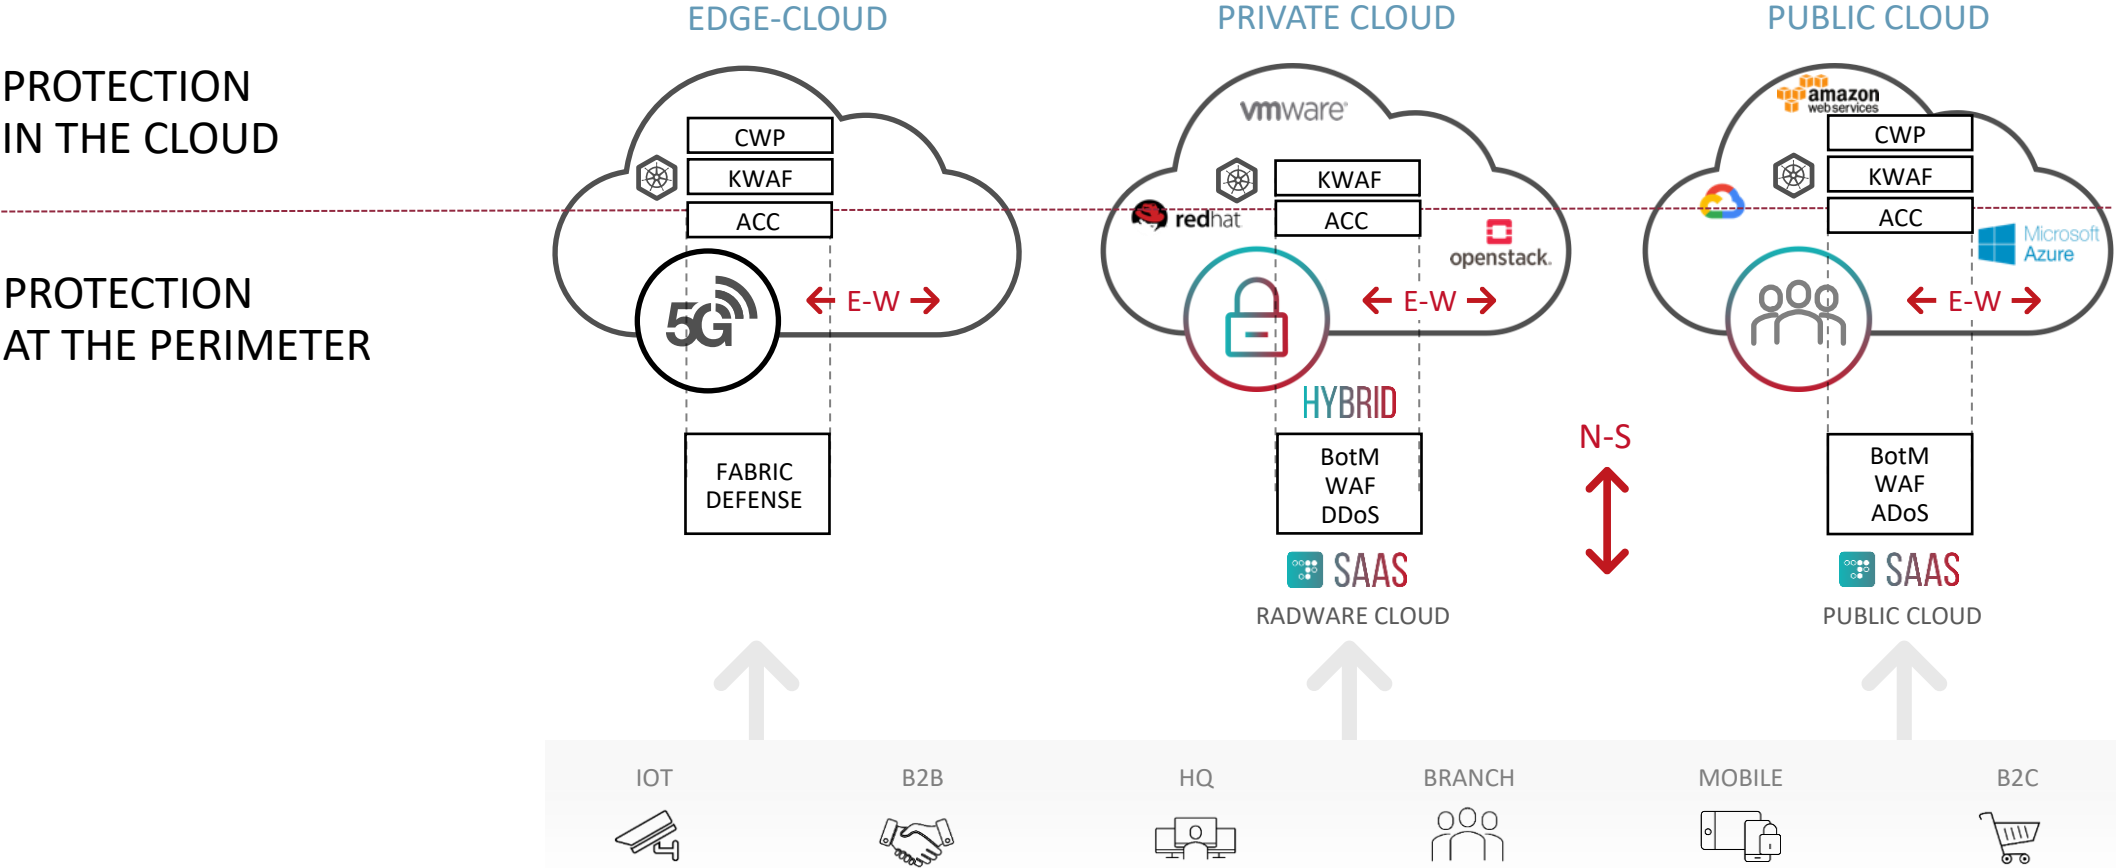 EDGE-CLOUD
PRIVATE CLOUD
PUBLIC CLOUD
PROTECTION
IN THE CLOUD
PROTECTION
AT THE PERIMETER
CWP
KWAF
ACC
5G
E-W
vmware
KWAF
ACC
redhat
openstack.
E-W
HYBRID
amazon
webservices
CWP
KWAF
ACC
Microsoft
Azure
E-W
FABRIC
DEFENSE
BotM
WAF
DDoS
SAAS
RADWARE CLOUD
N-S
BotM
WAF
ADoS
SAAS
PUBLIC CLOUD
IOT
B2B
HQ
BRANCH
MOBILE
B2C